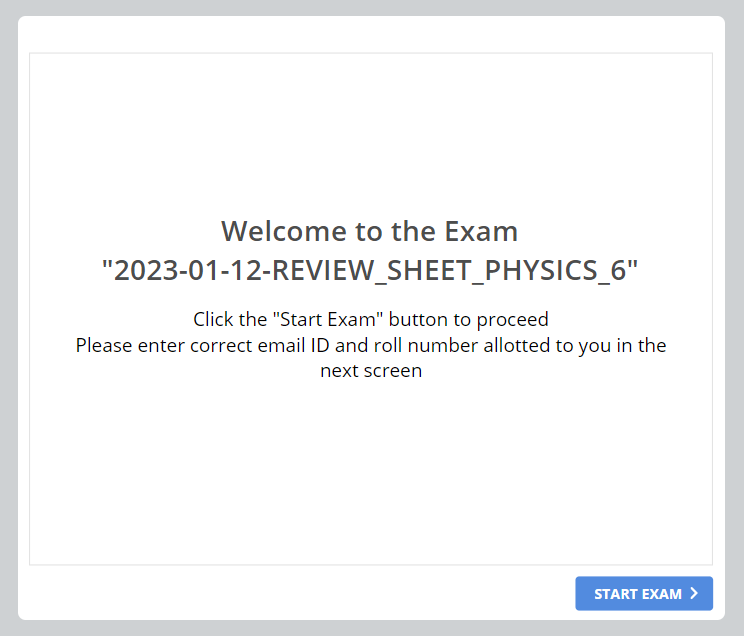 Welcome to the Exam
"2023-01-12-REVIEW_SHEET_PHYSICS_6"
Click the "Start Exam" button to proceed
Please enter correct email ID and roll number allotted to you in the
next screen
START EXAM